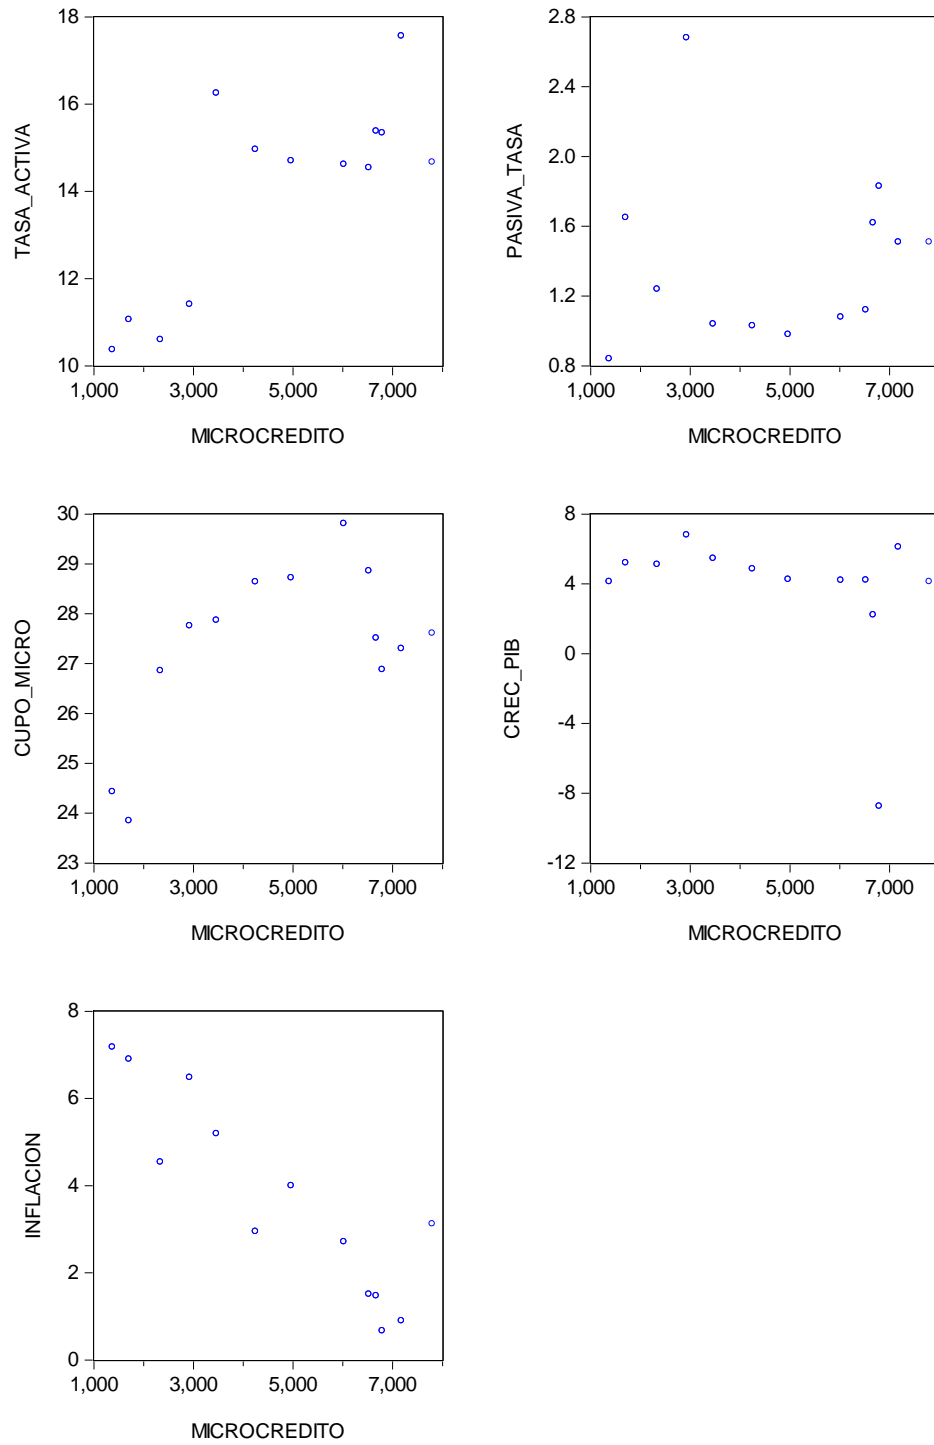 18
16
14
12
10
TASA_ACTIVA
1,000 3,000 5,000 7,000
MICROCREDITO
2.8
2.4
2.0
1.6
1.2
0.8
PASIVA_TASA
1,000 3,000 5,000 7,000
MICROCREDITO
30
29
28
27
26
25
24
23
CUPO_MICRO
1,000 3,000 5,000 7,000
MICROCREDITO
8
4
0
-4
-8
-12
CREC_PIB
1,000 3,000 5,000 7,000
MICROCREDITO
8
6
4
2
0
INFLACION
1,000 3,000 5,000 7,000
MICROCREDITO